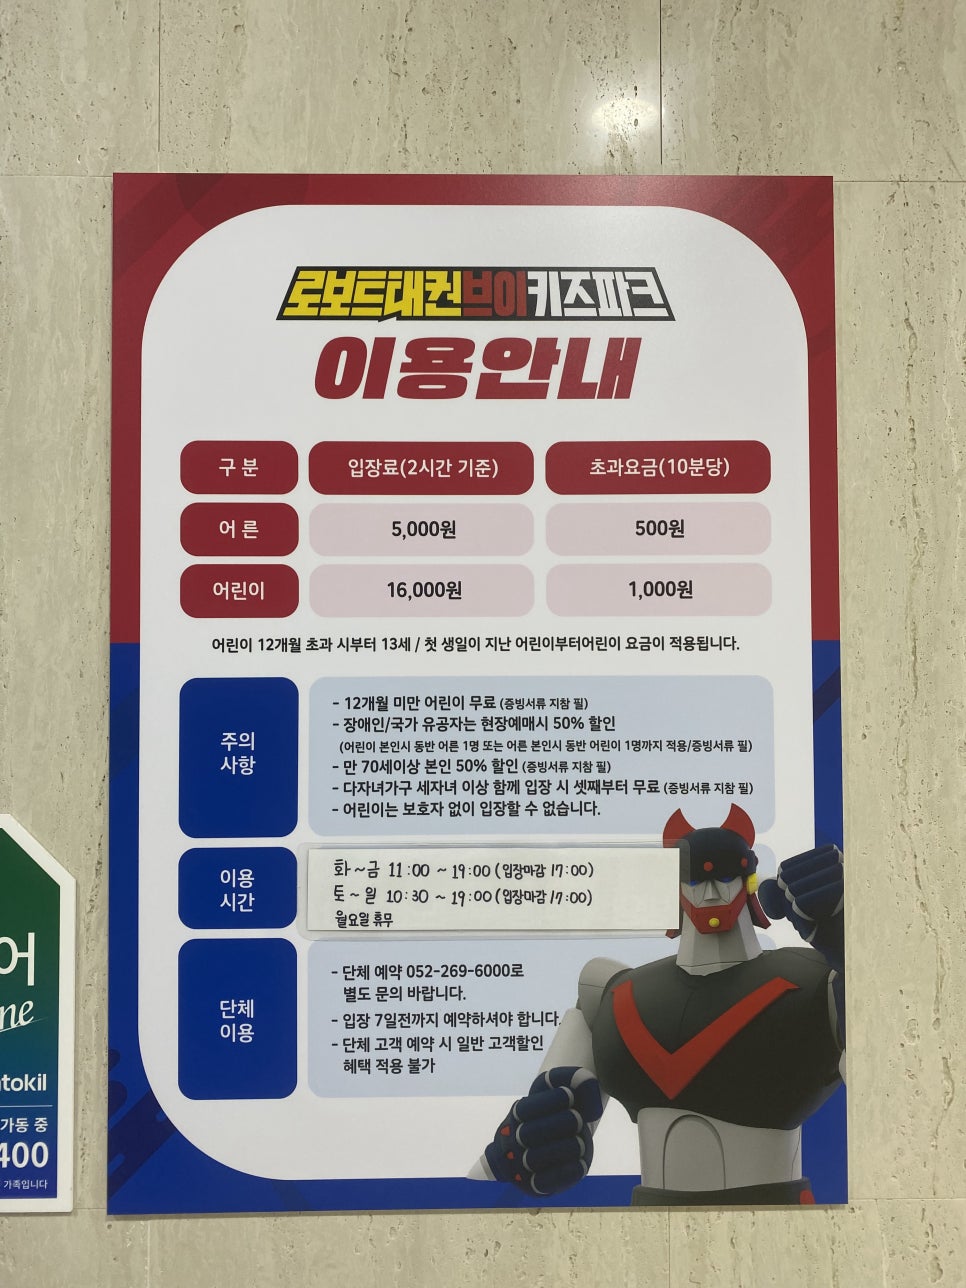 로보트태권브이키즈파크
이용안내
구 분 입장료(2시간 기준) 초과요금(10분당)
어 른 5,000원 500원
어린이 16,000원 1,000원
어린이 12개월 초과 시부터 13세 / 첫 생일이 지난 어린이부터어린이 요금이 적용됩니다.
주의
사항
- 12개월 미만 어린이 무료 (증빙서류 지참 필)
- 장애인/국가 유공자는 현장예매시 50% 할인
(어린이 본인시 동반 어른 1명 또는 어른 본인시 동반 어린이 1명까지 적용/증빙서류 필)
- 만 70세이상 본인 50% 할인 (증빙서류 지참 필)
- 다자녀가구 세자녀 이상 함께 입장 시 셋째부터 무료 (증빙서류 지참 필)
- 어린이는 보호자 없이 입장할 수 없습니다.
이용
시간
화 ~ 금 11:00 ~ 19:00 (입장마감 17:00)
토 ~ 일 10:30 ~ 19:00 (입장마감 17:00)
월요일 휴무
단체
이용
- 단체 예약 052-269-6000로
별도 문의 바랍니다.
- 입장 7일전까지 예약하셔야 합니다.
- 단체 고객 예약 시 일반 고객할인
혜택 적용 불가
어
ne
tokil
가동 중
400
가족입니다